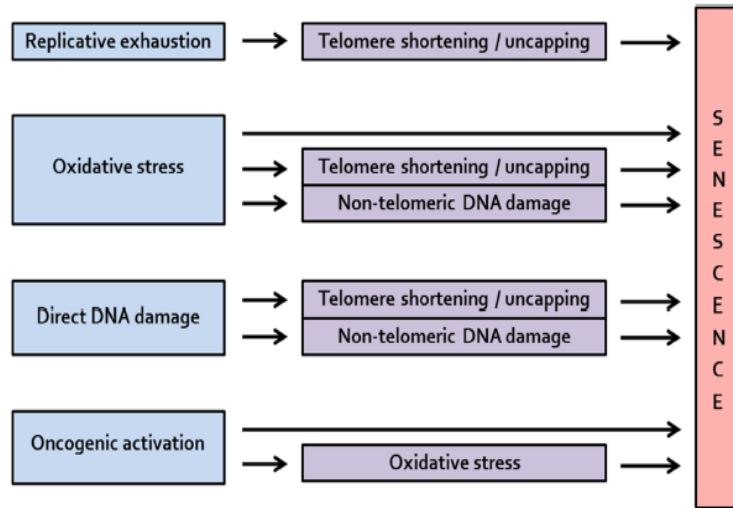 Replicative exhaustion
Telomere shortening / uncapping
Oxidative stress
Telomere shortening / uncapping
Non-telomeric DNA damage
Direct DNA damage
Telomere shortening / uncapping
Non-telomeric DNA damage
Oncogenic activation
Oxidative stress
SENESCENCE